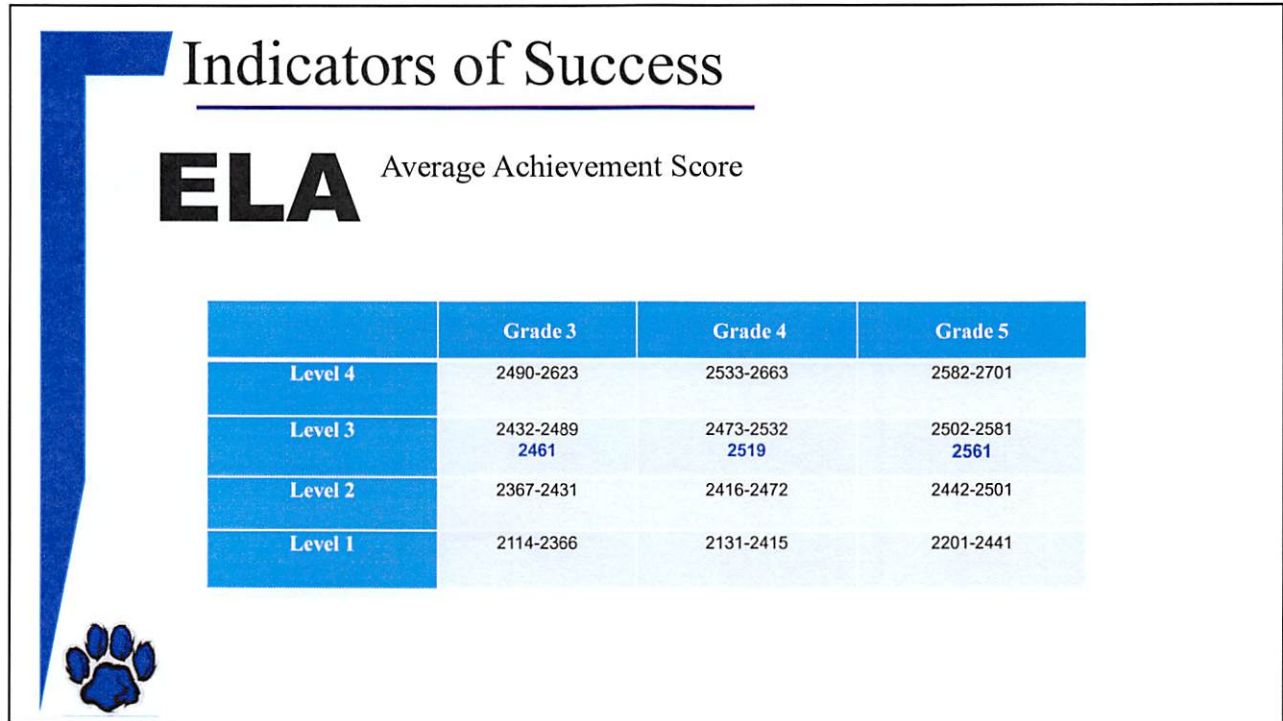 Indicators of Success
ELA
Average Achievement Score
Grade 3 Grade 4 Grade 5
Level 4 2490-2623 2533-2663 2582-2701
Level 3 2432-2489 2473-2532 2502-2581
2461 2519 2561
Level 2 2367-2431 2416-2472 2442-2501
Level 1 2114-2366 2131-2415 2201-2441